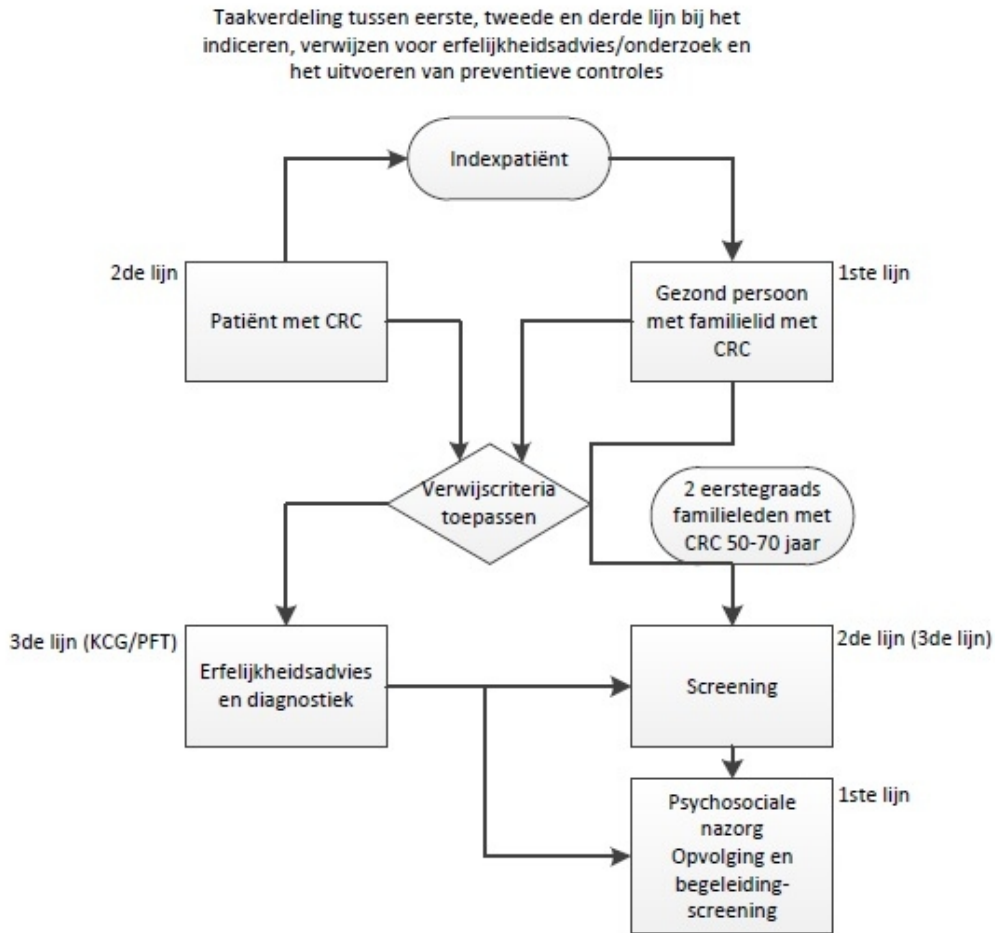 Taakverdeling tussen eerste, tweede en derde lijn bij het
indiceren, verwijzen voor erfelijkheidsadvies/onderzoek en
het uitvoeren van preventieve controles
Indexpatiënt
2de lijn
Patiënt met CRC
1ste lijn
Gezond persoon
met familielid met
CRC
Verwijscriteria
toepassen
2 eerstegraads
familieleden met
CRC 50-70 jaar
3de lijn (KCG/PFT)
Erfelijkheidsadvies
en diagnostiek
2de lijn (3de lijn)
Screening
1ste lijn
Psychosociale
nazorg
Opvolging en
begeleiding-
screening